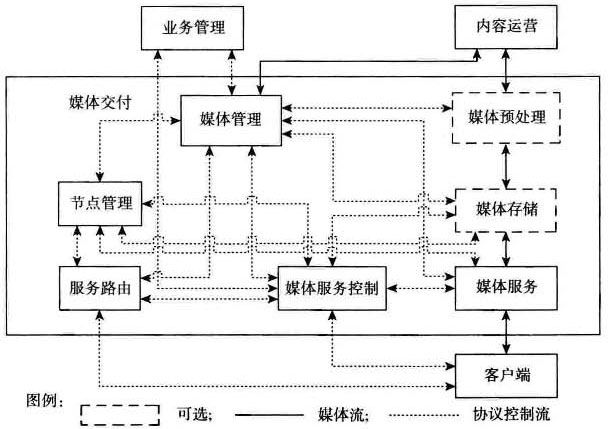 业务管理
内容运营
媒体交付
媒体管理
媒体预处理
节点管理
媒体存储
服务路由
媒体服务控制
媒体服务
客户端
图例：
可选；
媒体流；
协议控制流